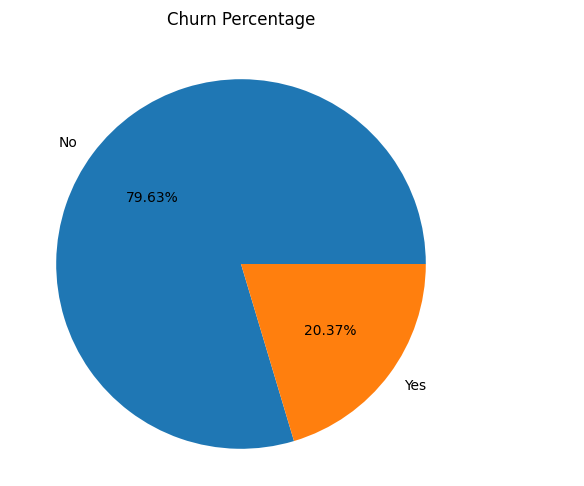 Churn Percentage
No
79.63%
20.37%
Yes